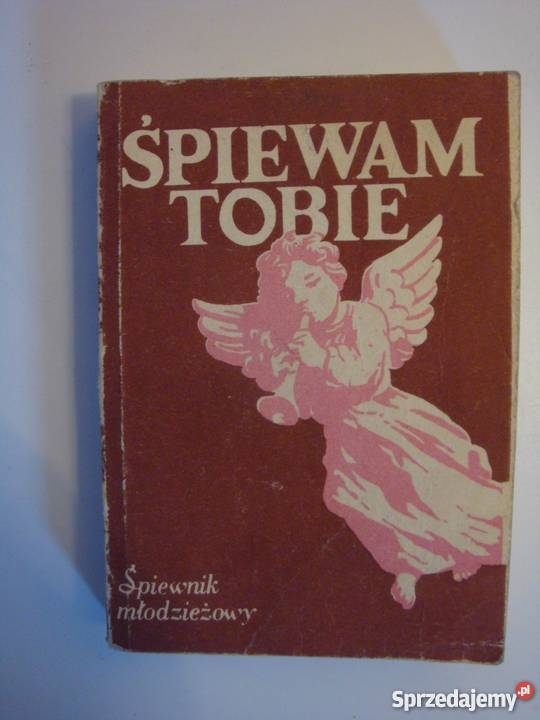 ŚPIEWAM
TOBIE
Śpiewnik
młodzieżowy
Sprzedajemy.pl